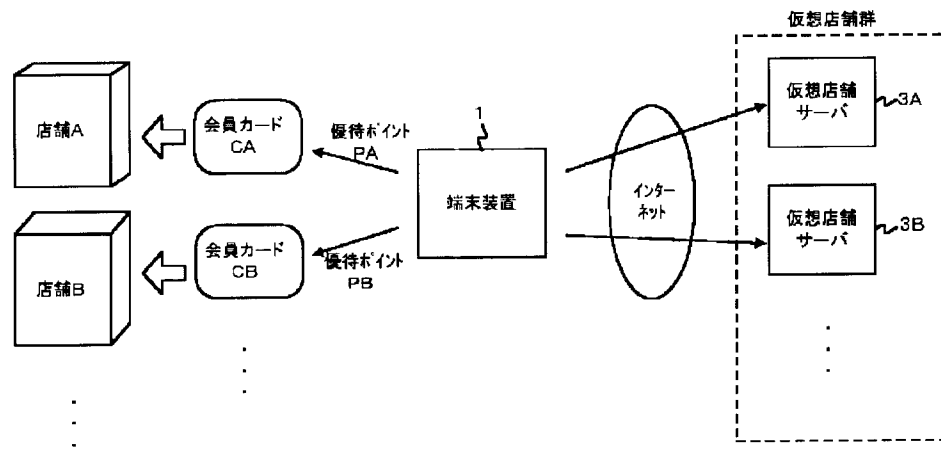 仮想店舗群
店舗A
会員カード
CA
優待ポイント
PA
1
端末装置
インター
ネット
仮想店舗
サーバ
3A
店舗B
会員カード
CB
優待ポイント
PB
仮想店舗
サーバ
3B